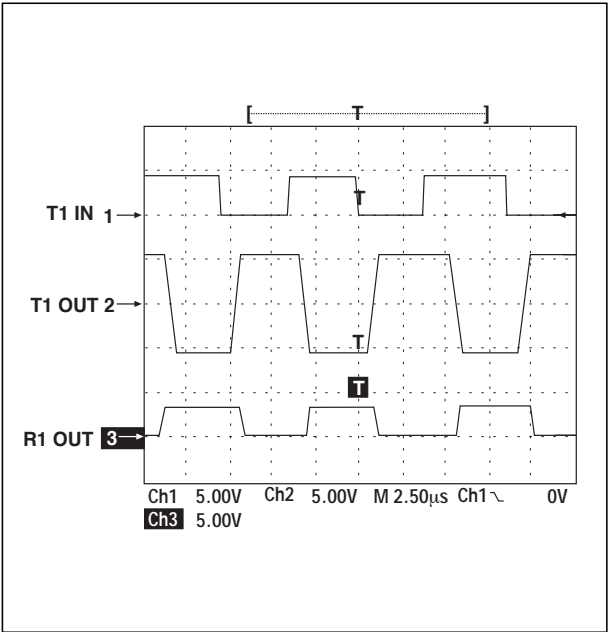 [ T ]
T
T1 IN 1
T1 OUT 2
T
T
R1 OUT 3
Ch1 5.00V Ch2 5.00V M 2.50µs Ch1 0V
Ch3 5.00V